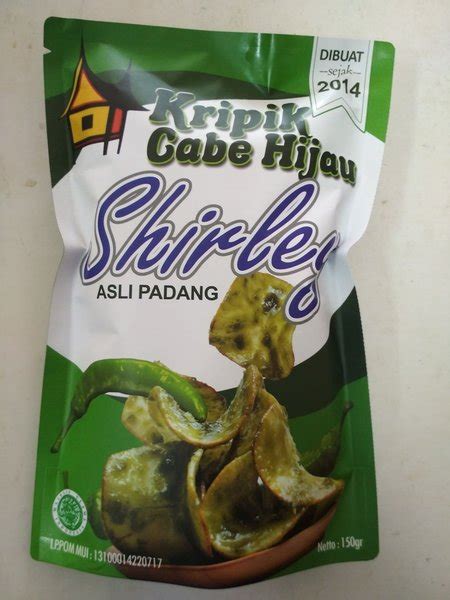 DIBUAT
sejak
2014
Kripik
Cabe Hijau
Shirley
ASLI PADANG
LPPOM MUI : 13100014220717
Netto : 150gr